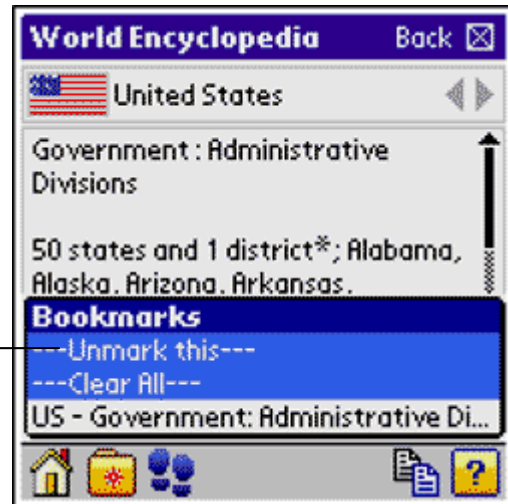 World Encyclopedia Back
United States
Government : Administrative
Divisions
50 states and 1 district*; Alabama,
Alaska, Arizona, Arkansas,
Bookmarks
---Unmark this---
---Clear All---
US - Government: Administrative Di...
?